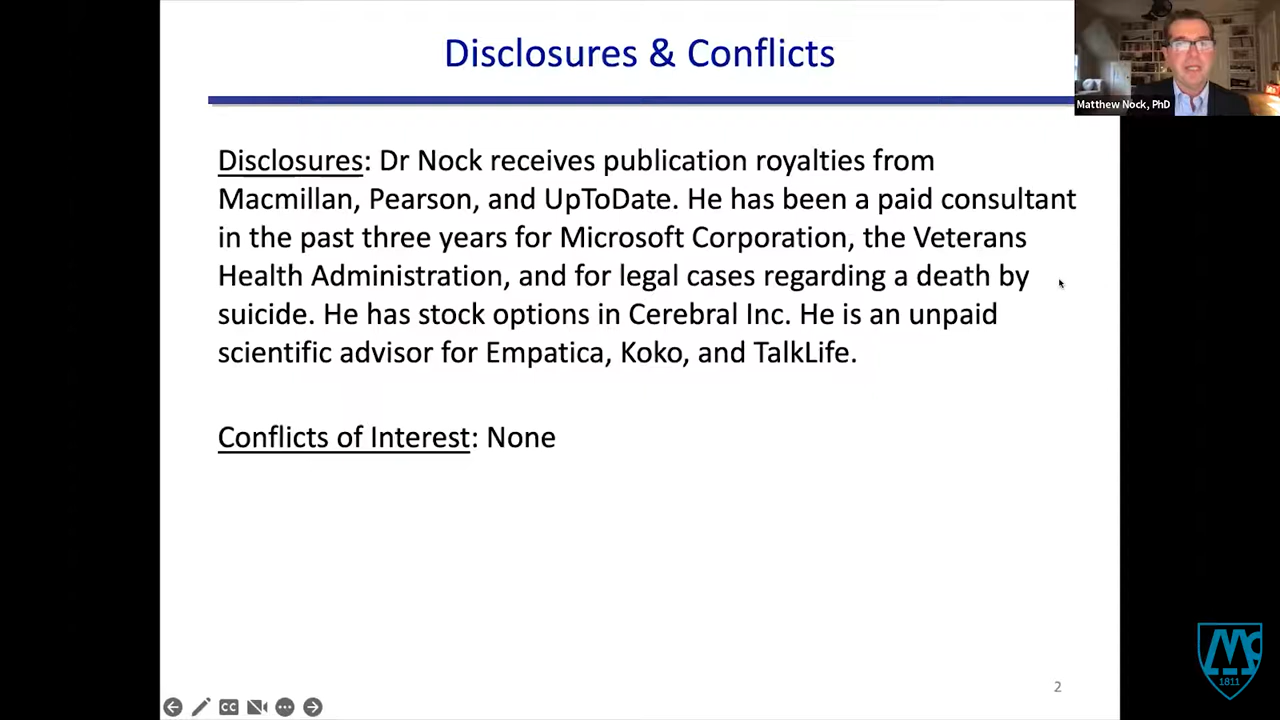 Disclosures & Conflicts
Matthew Nock, PhD
Disclosures: Dr Nock receives publication royalties from
Macmillan, Pearson, and UpToDate. He has been a paid consultant
in the past three years for Microsoft Corporation, the Veterans
Health Administration, and for legal cases regarding a death by
suicide. He has stock options in Cerebral Inc. He is an unpaid
scientific advisor for Empatica, Koko, and TalkLife.
Conflicts of Interest: None
2
CC
1811